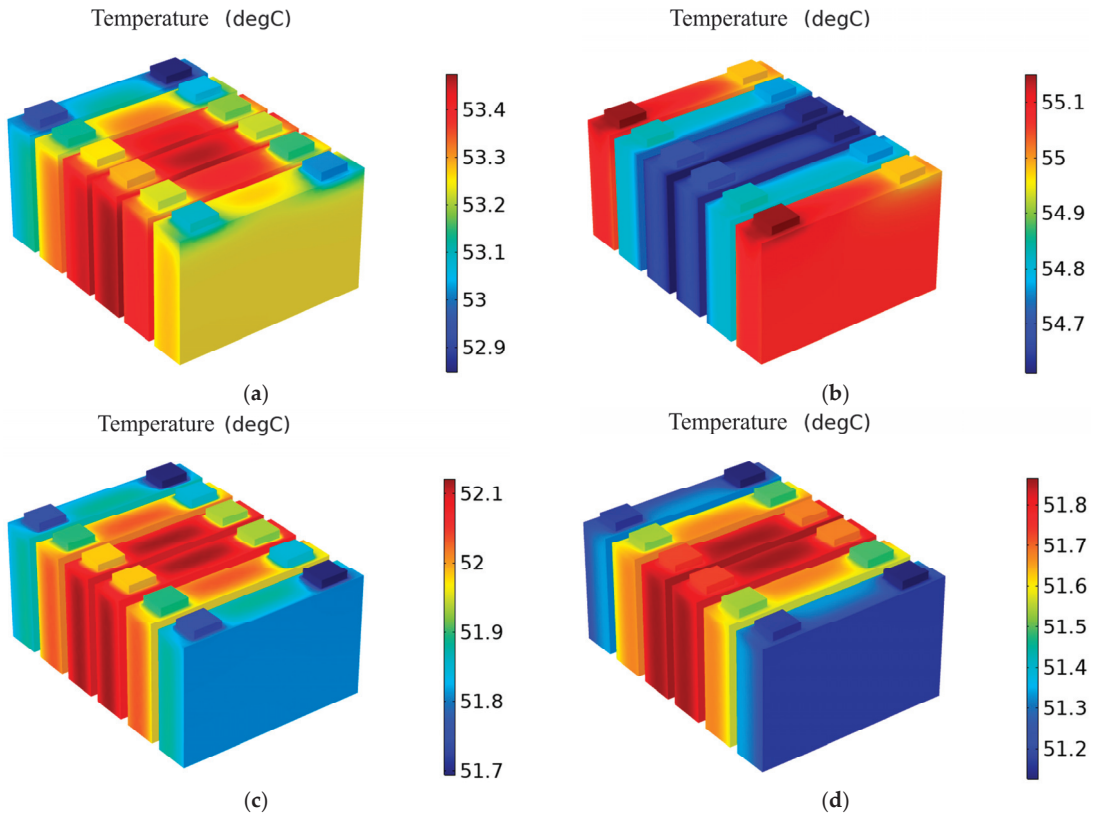 Temperature (degC)
53.4
53.3
53.2
53.1
53
52.9
(a)
Temperature (degC)
55.1
55
54.9
54.8
54.7
(b)
Temperature (degC)
52.1
52
51.9
51.8
51.7
(c)
Temperature (degC)
51.8
51.7
51.6
51.5
51.4
51.3
51.2
(d)